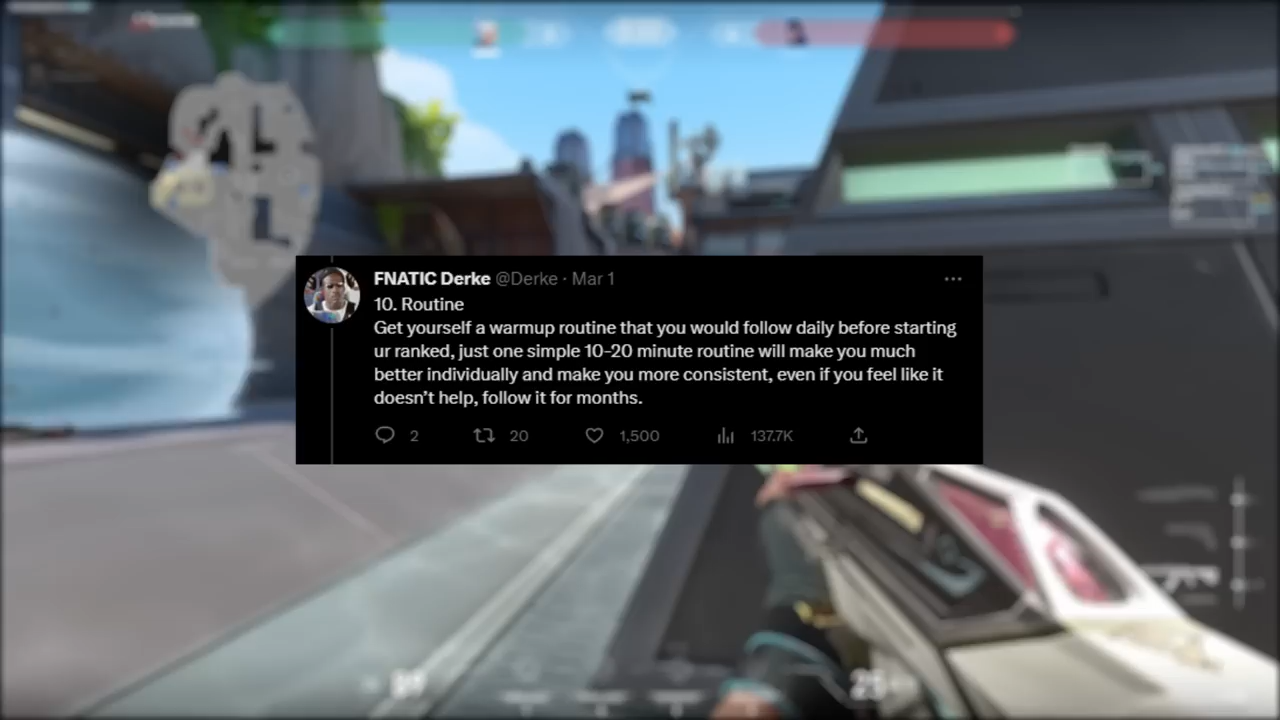 FNATIC Derke @Derke · Mar 1
10. Routine
Get yourself a warmup routine that you would follow daily before starting
ur ranked, just one simple 10-20 minute routine will make you much
better individually and make you more consistent, even if you feel like it
doesn’t help, follow it for months.
2 20 1,500 137.7K